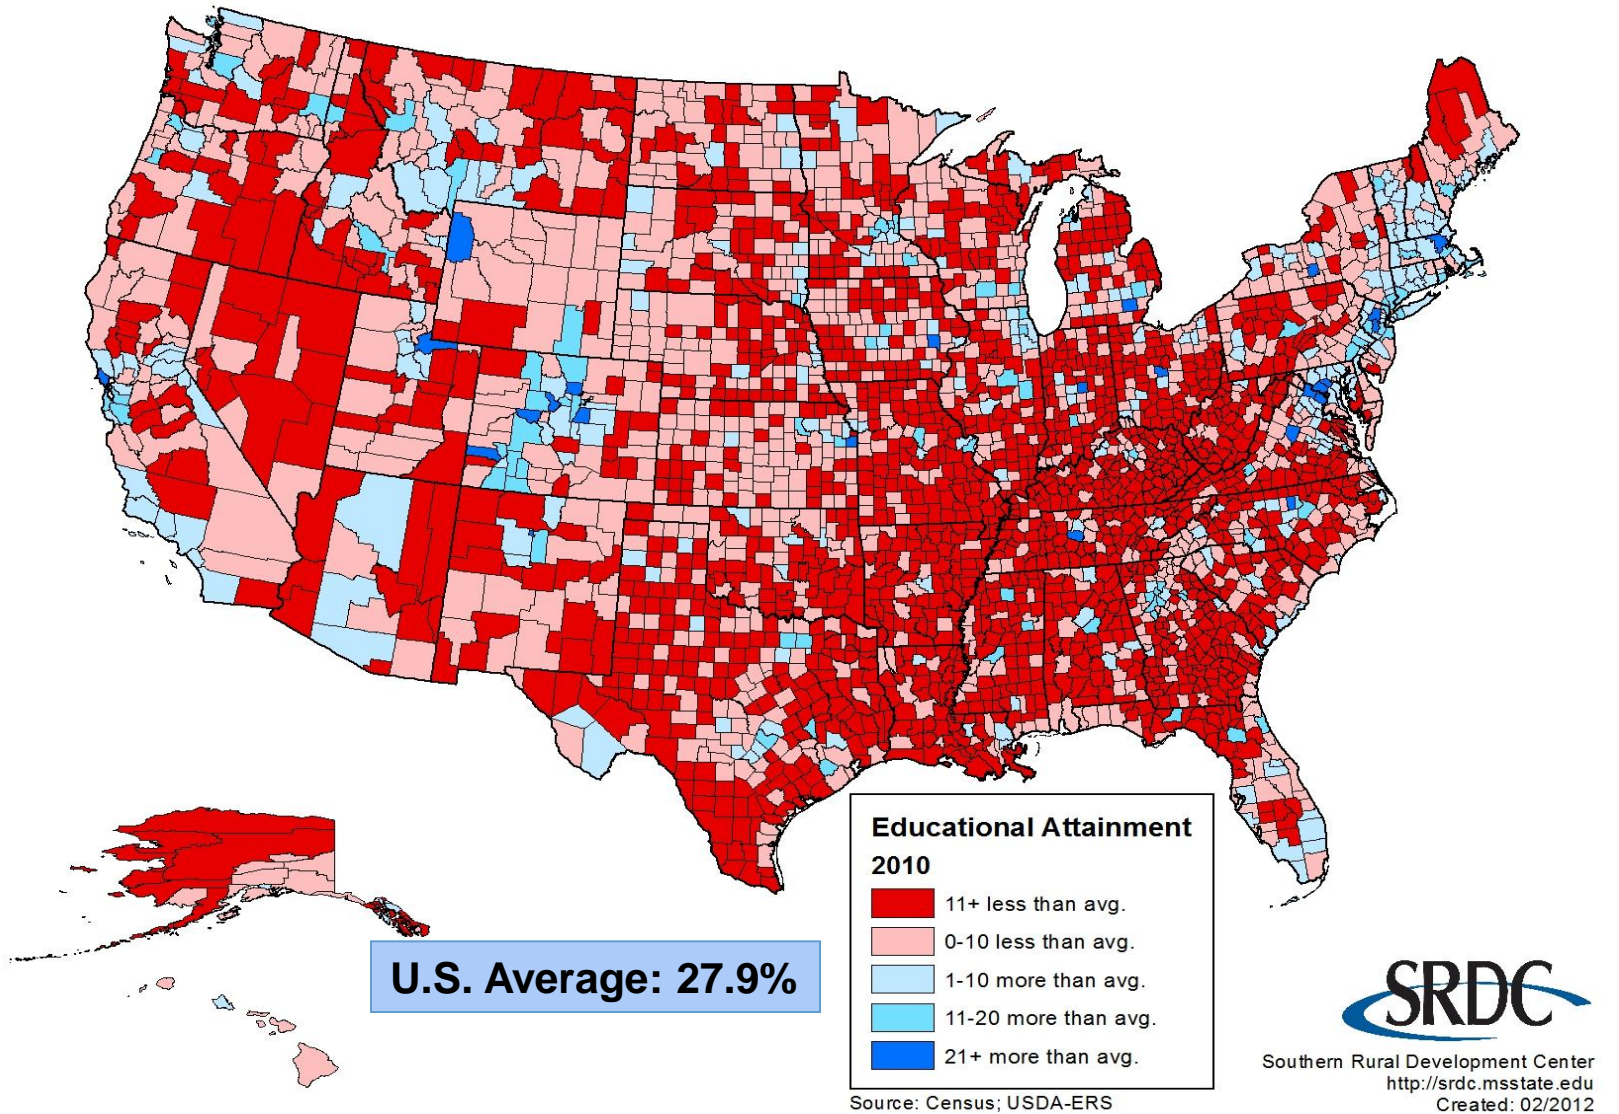 Educational Attainment
2010
11+ less than avg.
0-10 less than avg.
1-10 more than avg.
11-20 more than avg.
21+ more than avg.
U.S. Average: 27.9%
Source: Census; USDA-ERS
SRDC
Southern Rural Development Center
http://srdc.msstate.edu
Created: 02/2012